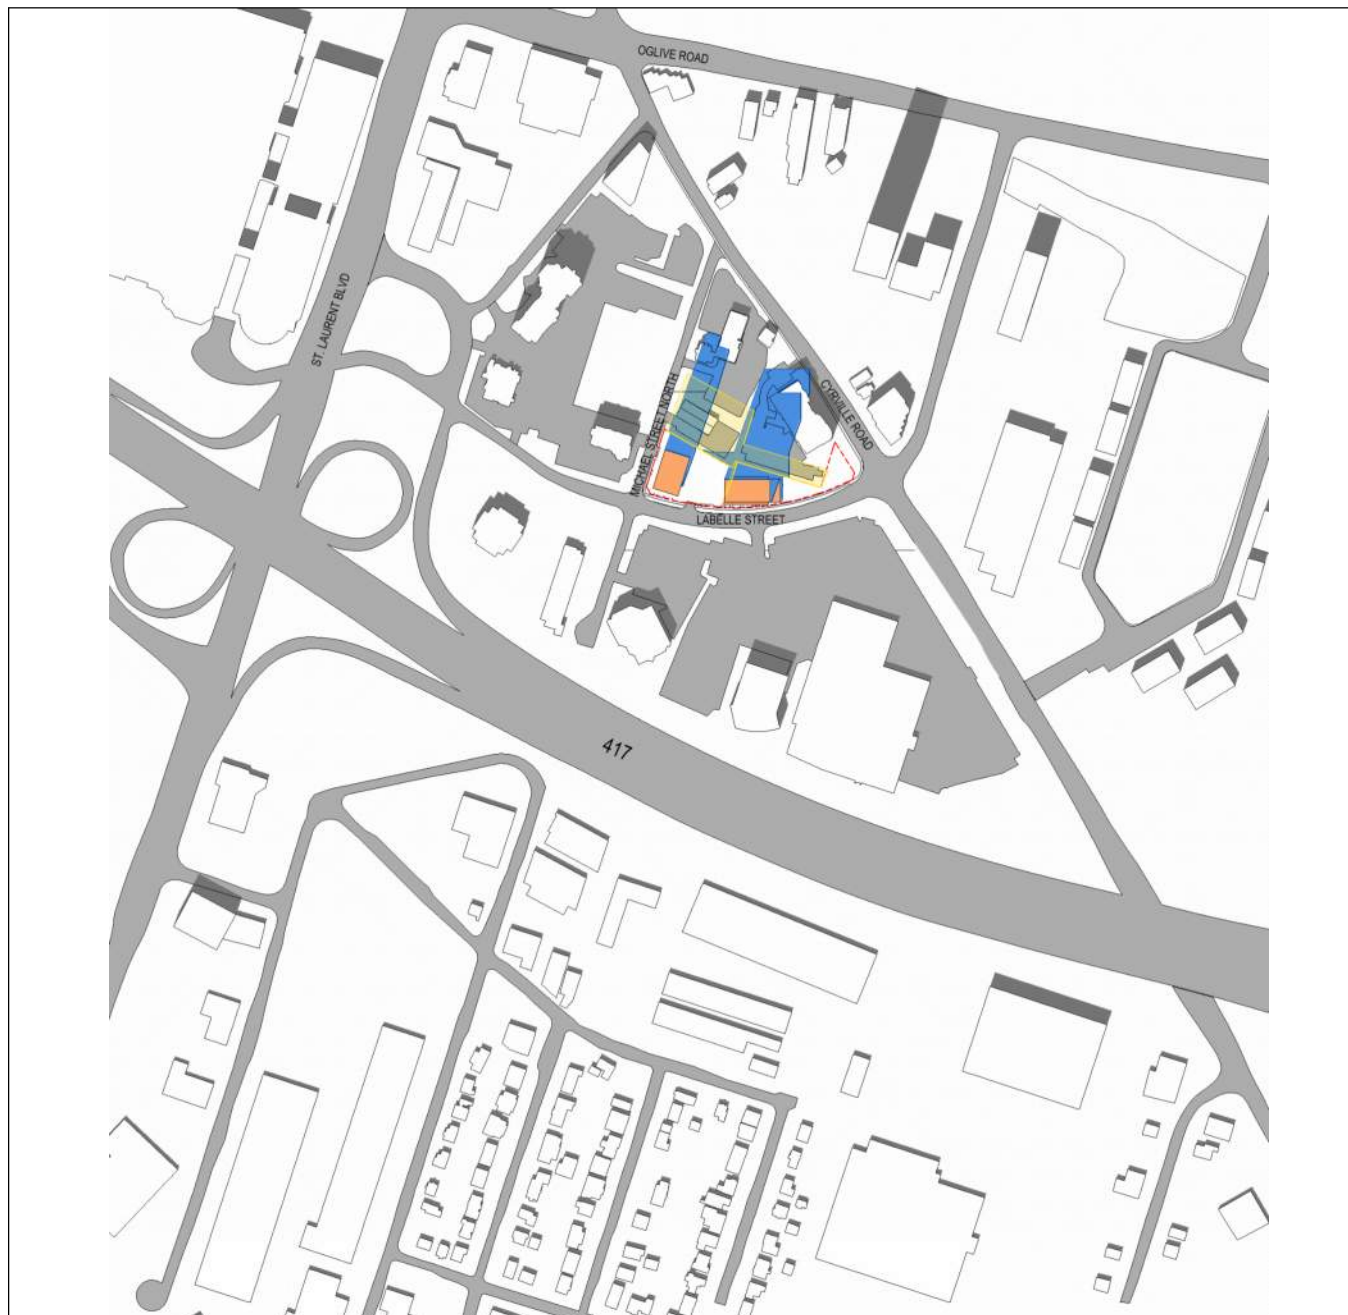 OGLIVE ROAD
ST. LAURENT BLVD
MICHAEL STREET NORTH
CYRVILLE ROAD
LABELLE STREET
417